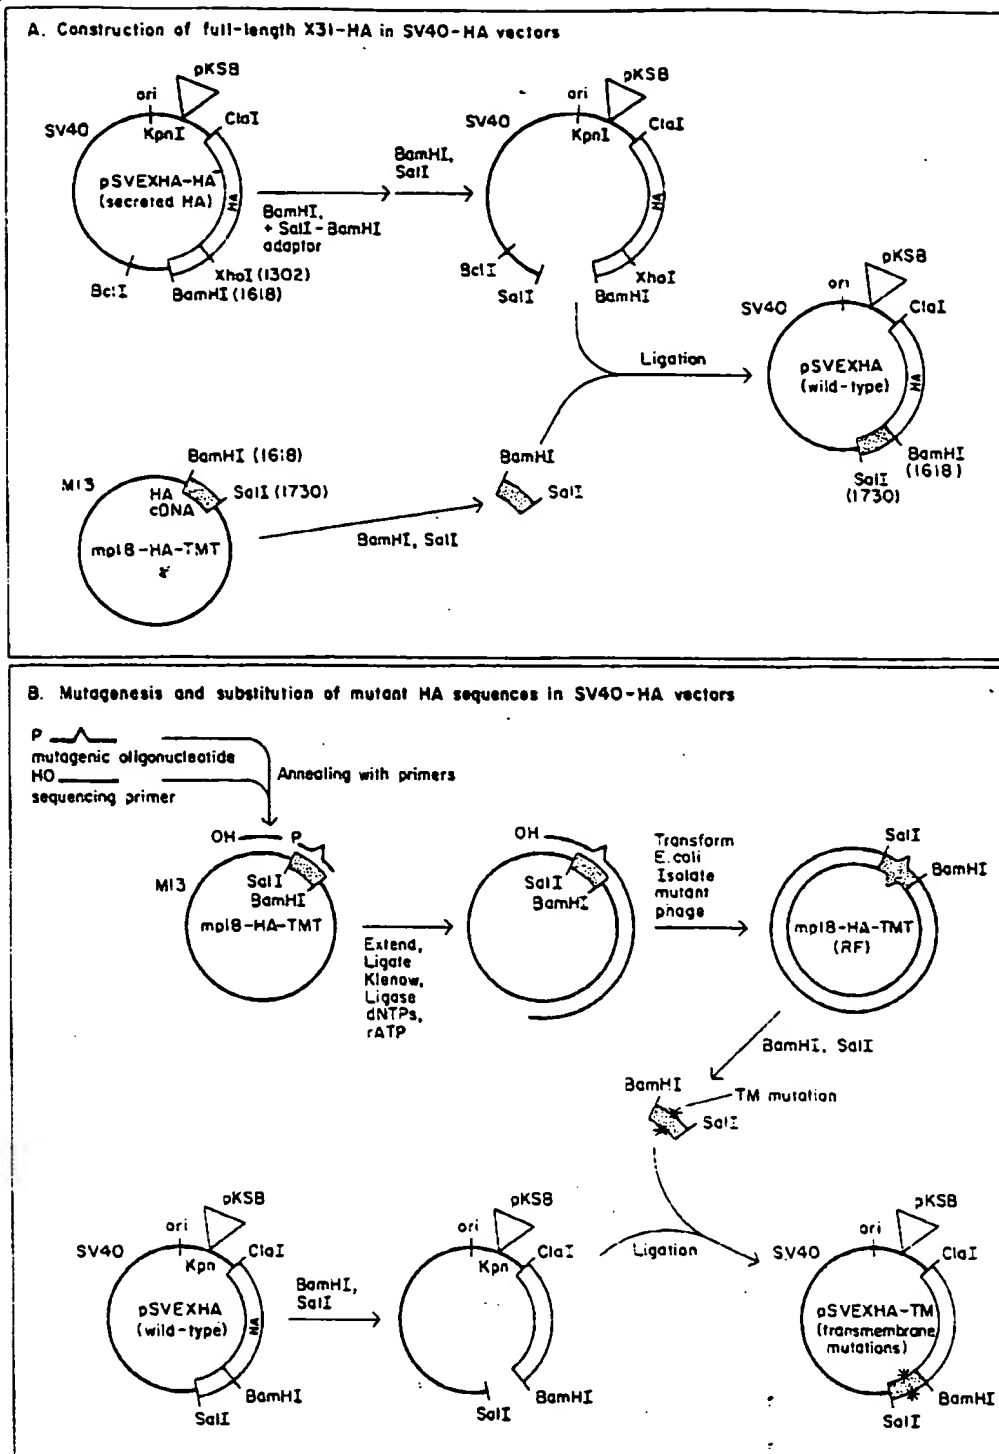 A. Construction of full-length X31-HA in SV40-HA vectors
pKSB
ori
SV40
KpnI
ClaI
pSVEXHA-HA
(secreted HA)
HA
XhoI (1302)
BamHI (1618)
BclI
BamHI,
+ SalI-BamHI
adaptor
BamHI,
SalI
pKSB
ori
SV40
KpnI
ClaI
HA
XhoI
BamHI
BclI
SalI
Ligation
pKSB
ori
SV40
ClaI
pSVEXHA
(wild-type)
HA
BamHI
(1618)
SalI
(1730)
BamHI (1618)
M13
HA
cDNA
SalI (1730)
mp18-HA-TMT
BamHI, SalI
BamHI
SalI
B. Mutagenesis and substitution of mutant HA sequences in SV40-HA vectors
P
mutagenic oligonucleotide
HO
sequencing primer
Annealing with primers
OH
P
M13
SalI
BamHI
mp18-HA-TMT
Extend,
Ligate
Klenow,
Ligase
dNTPs,
rATP
OH
SalI
BamHI
Transform
E.coli
Isolate
mutant
phage
SalI
BamHI
mp18-HA-TMT
(RF)
BamHI, SalI
BamHI
TM mutation
SalI
pKSB
ori
SV40
Kpn
ClaI
pSVEXHA
(wild-type)
HA
BamHI
SalI
BamHI,
SalI
pKSB
ori
Kpn
ClaI
BamHI
SalI
Ligation
pKSB
ori
SV40
ClaI
pSVEXHA-TM
(transmembrane
mutations)
BamHI
SalI